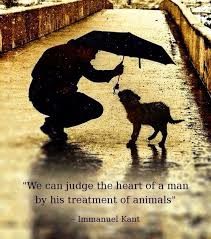 "We can judge the heart of a man
by his treatment of animals"
~ Immanuel Kant